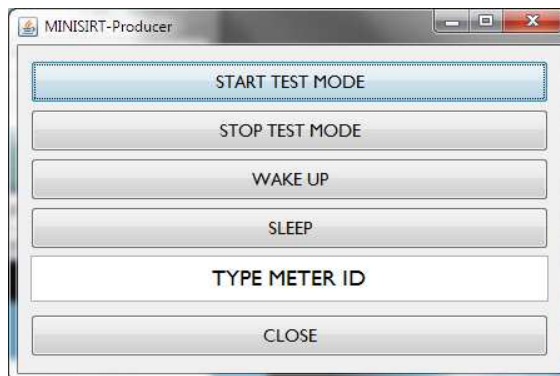 MINISIRT-Producer
START TEST MODE
STOP TEST MODE
WAKE UP
SLEEP
TYPE METER ID
CLOSE